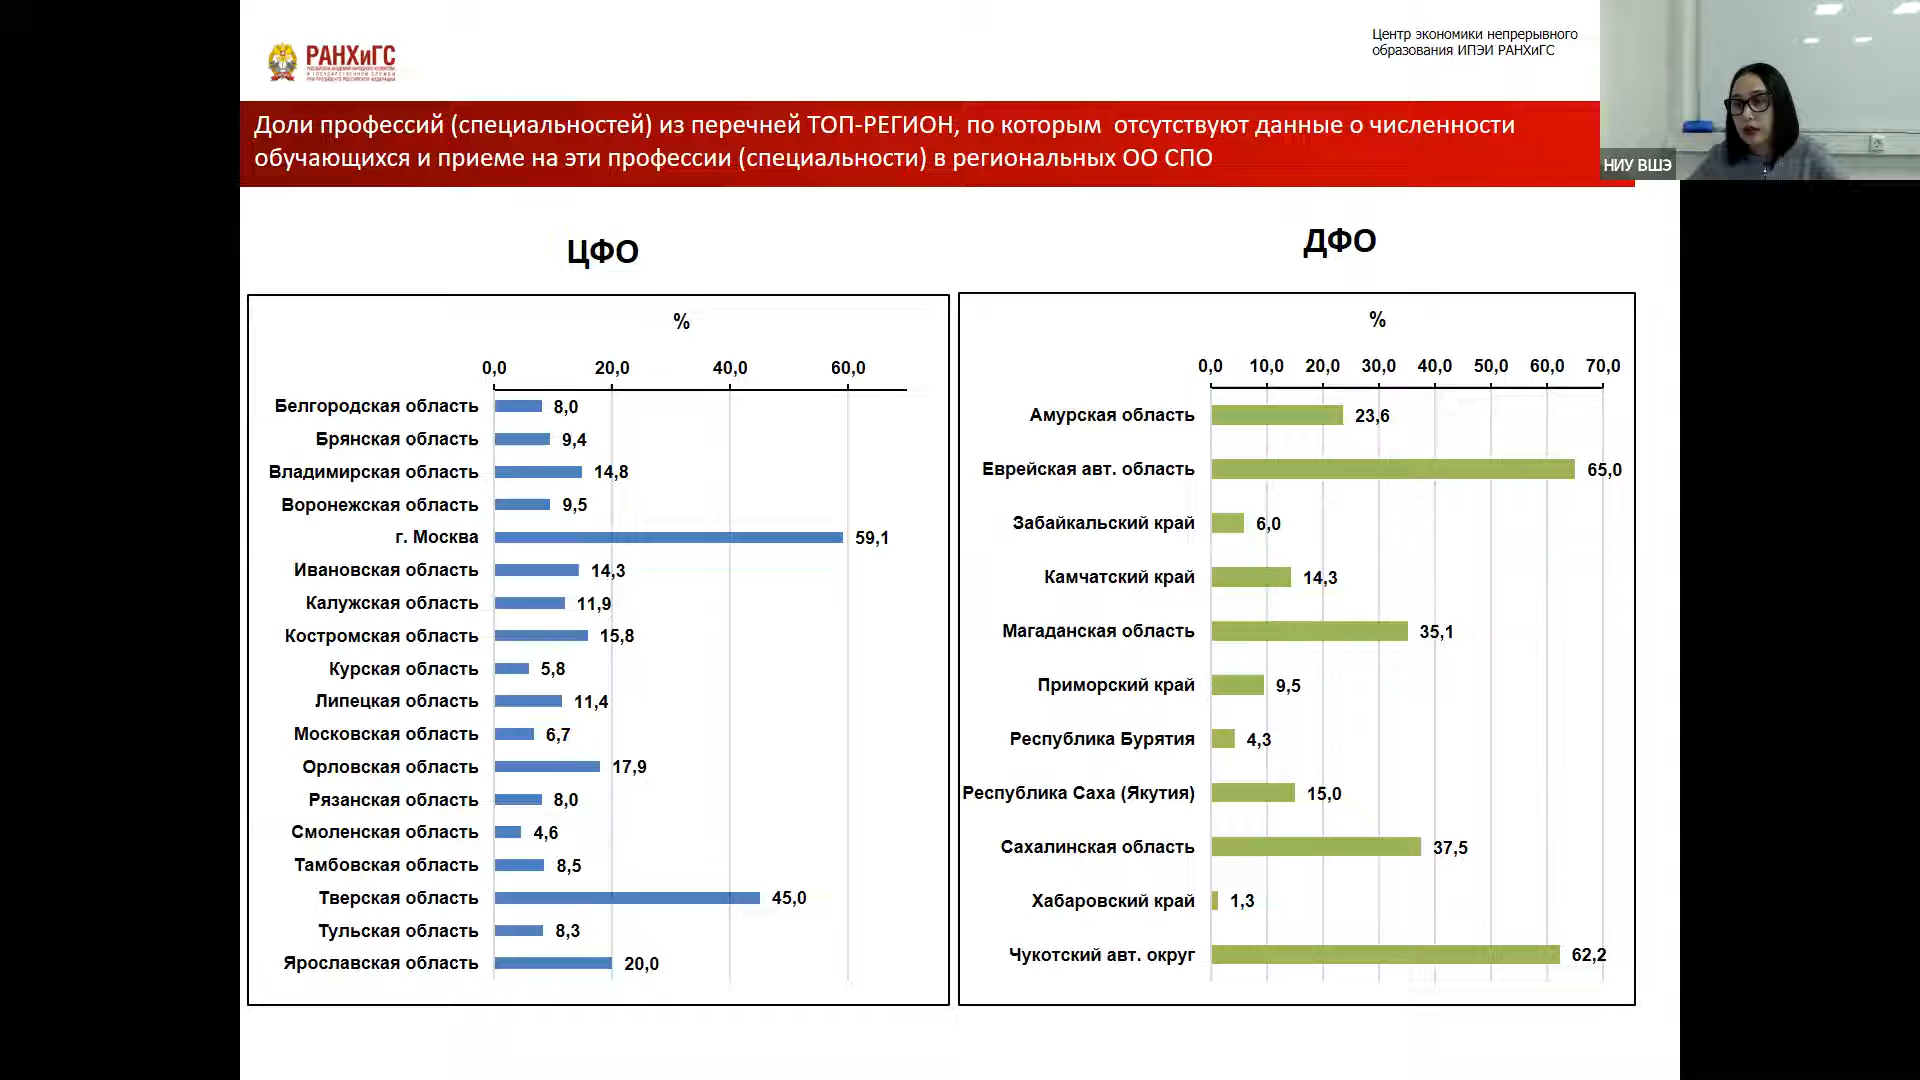 РАНХиГС
Центр экономики непрерывного
образования ИПЭИ РАНХиГС
НИУ ВШЭ
Доли профессий (специальностей) из перечней ТОП-РЕГИОН, по которым отсутствуют данные о численности
обучающихся и приеме на эти профессии (специальности) в региональных ОО СПО
ЦФО
%
0,0 20,0 40,0 60,0
Белгородская область 8,0
Брянская область 9,4
Владимирская область 14,8
Воронежская область 9,5
г. Москва 59,1
Ивановская область 14,3
Калужская область 11,9
Костромская область 15,8
Курская область 5,8
Липецкая область 11,4
Московская область 6,7
Орловская область 17,9
Рязанская область 8,0
Смоленская область 4,6
Тамбовская область 8,5
Тверская область 45,0
Тульская область 8,3
Ярославская область 20,0
ДФО
%
0,0 10,0 20,0 30,0 40,0 50,0 60,0 70,0
Амурская область 23,6
Еврейская авт. область 65,0
Забайкальский край 6,0
Камчатский край 14,3
Магаданская область 35,1
Приморский край 9,5
Республика Бурятия 4,3
Республика Саха (Якутия) 15,0
Сахалинская область 37,5
Хабаровский край 1,3
Чукотский авт. округ 62,2